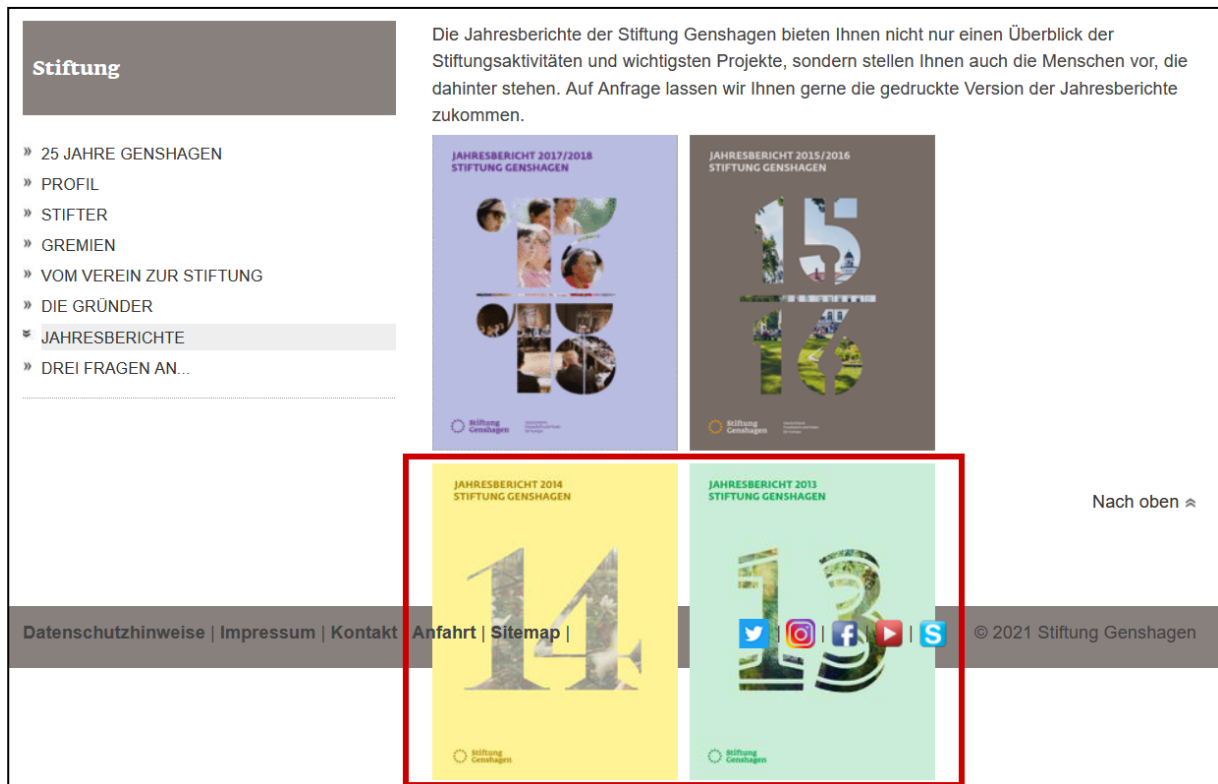 Stiftung
» 25 JAHRE GENSHAGEN
» PROFIL
» STIFTER
» GREMIEN
» VOM VEREIN ZUR STIFTUNG
» DIE GRÜNDER
JAHRESBERICHTE
» DREI FRAGEN AN...
Die Jahresberichte der Stiftung Genshagen bieten Ihnen nicht nur einen Überblick der
Stiftungsaktivitäten und wichtigsten Projekte, sondern stellen Ihnen auch die Menschen vor, die
dahinter stehen. Auf Anfrage lassen wir Ihnen gerne die gedruckte Version der Jahresberichte
zukommen.
JAHRESBERICHT 2017/2018
STIFTUNG GENSHAGEN
17
18
Stiftung
Genshagen
JAHRESBERICHT 2015/2016
STIFTUNG GENSHAGEN
15
16
Stiftung
Genshagen
JAHRESBERICHT 2014
STIFTUNG GENSHAGEN
14
Stiftung
Genshagen
JAHRESBERICHT 2013
STIFTUNG GENSHAGEN
13
Stiftung
Genshagen
Nach oben
Datenschutzhinweise | Impressum | Kontakt | Anfahrt | Sitemap |
© 2021 Stiftung Genshagen